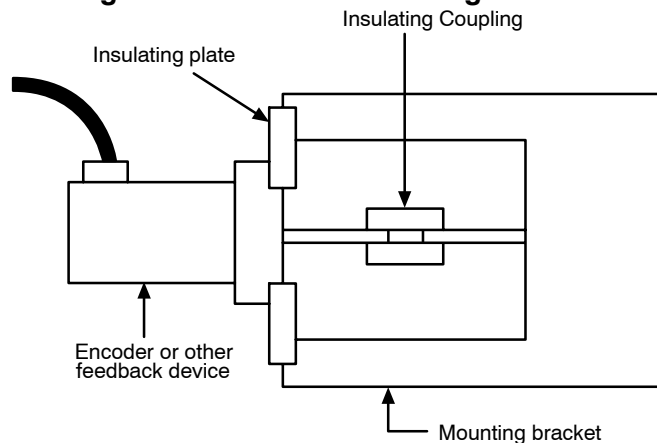 Insulating Coupling
Insulating plate
Encoder or other
feedback device
Mounting bracket